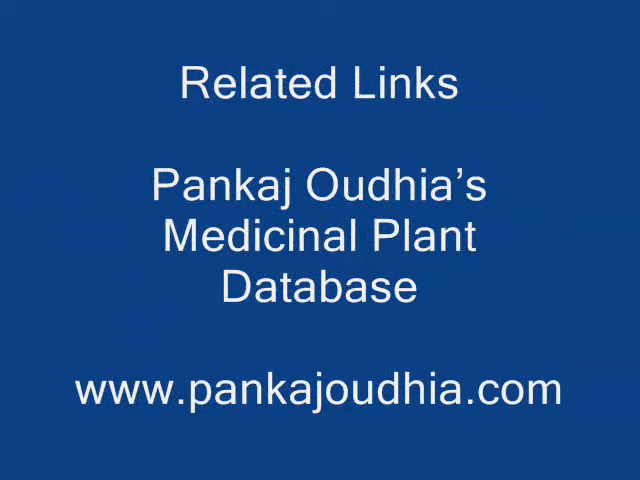 Related Links
Pankaj Oudhia’s
Medicinal Plant
Database
www.pankajoudhia.com